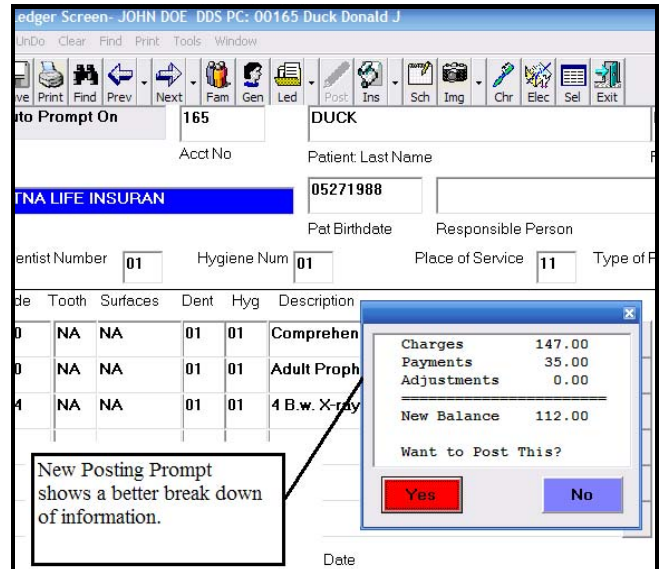 edger Screen- JOHN DOE DDS PC: 00165 Duck Donald J
UnDo Clear Find Print Tools Window
ve Print Find Prev Next Fam Gen Led Post Ins Sch Img Chr Elec Sel Exit
uto Prompt On 165 DUCK
Acct No Patient Last Name
TNA LIFE INSURAN 05271988
Pat Birthdate Responsible Person
entist Number 01 Hygiene Num 01 Place of Service 11 Type of
de Tooth Surfaces Dent Hyg Description
0 NA NA 01 01 Comprehen
0 NA NA 01 01 Adult Proph
4 NA NA 01 01 4 B.w. X-ray
Charges 147.00
Payments 35.00
Adjustments 0.00
New Balance 112.00
Want to Post This?
Yes No
New Posting Prompt
shows a better break down
of information.
Date